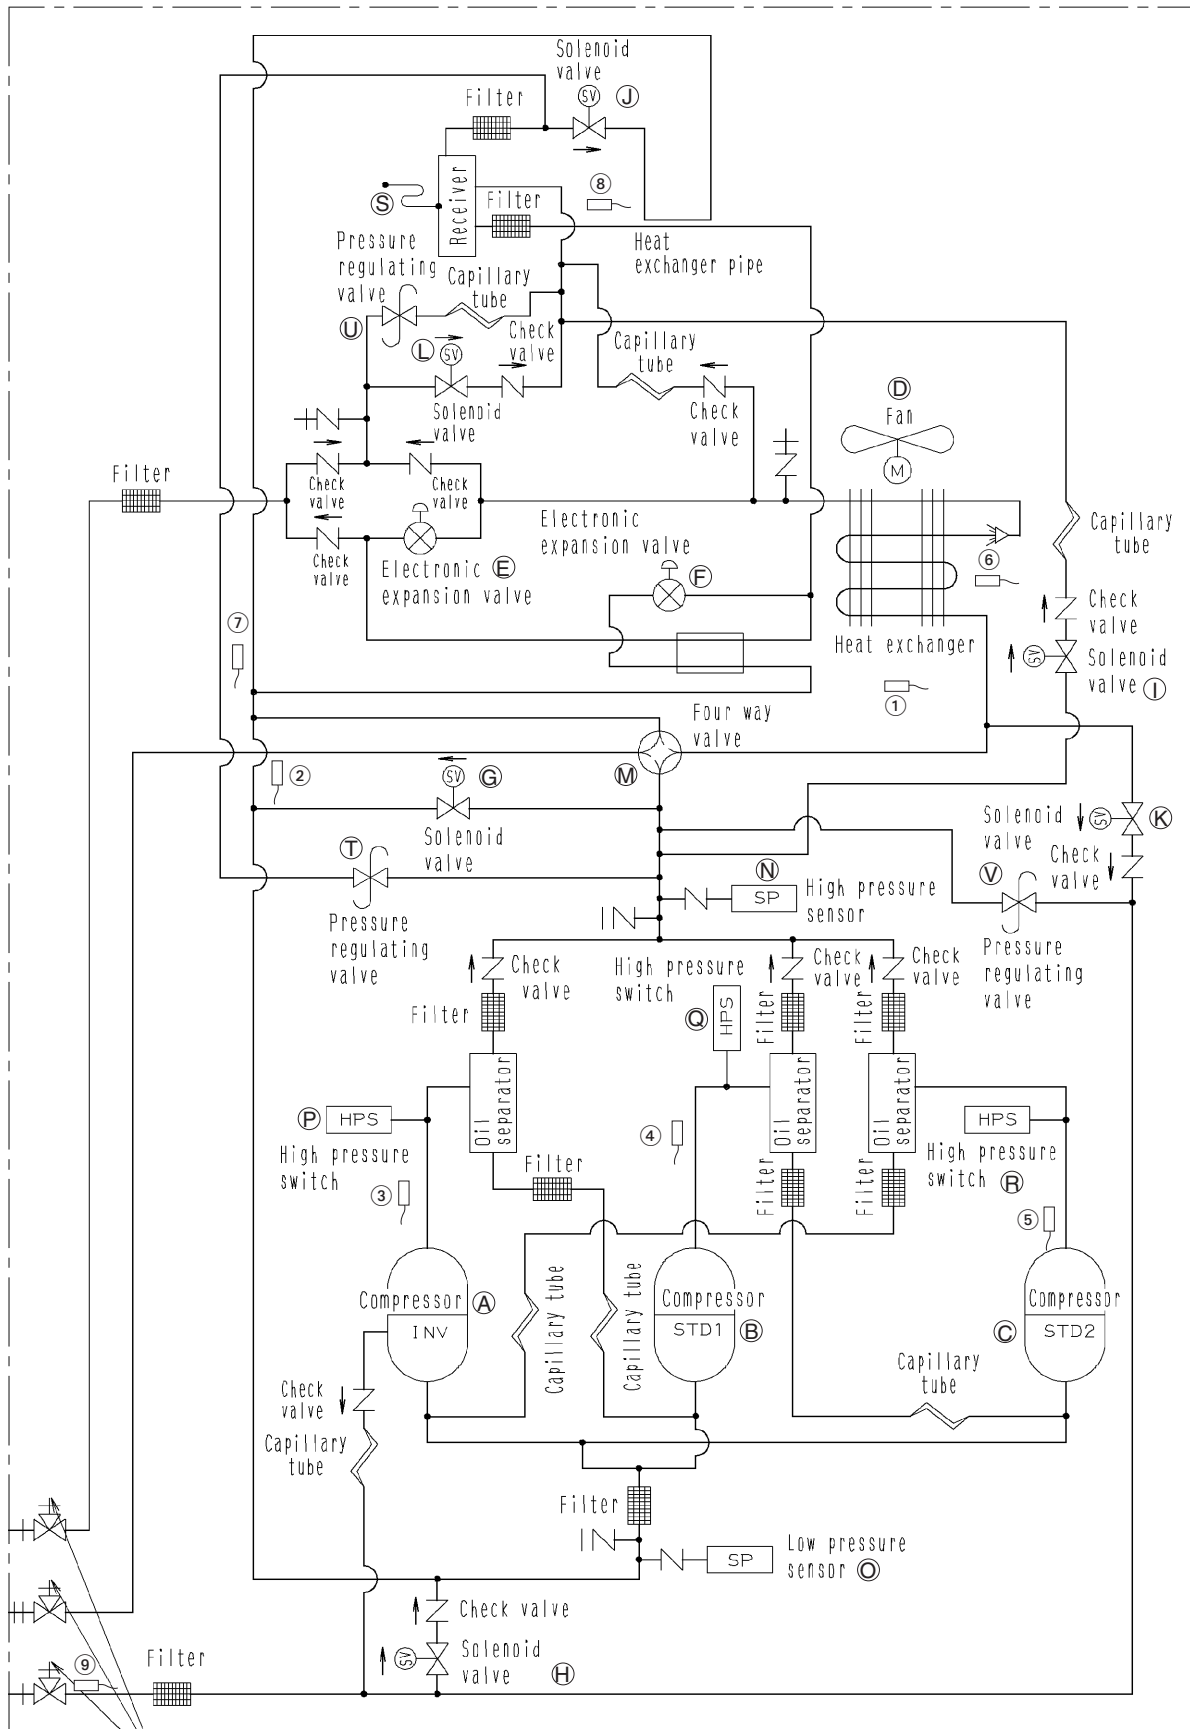 Solenoid
valve
SV
J
Filter
S
Receiver
8
Filter
Heat
exchanger pipe
Pressure
regulating
valve
Capillary
tube
U
L
SV
Check
valve
Capillary
tube
Solenoid
valve
Check
valve
D
Fan
M
Filter
Check
valve
Check
valve
Check
valve
Electronic
expansion valve
Electronic
expansion valve
E
F
6
Capillary
tube
Check
valve
SV
Solenoid
valve
I
7
Heat exchanger
1
Four way
valve
M
2
SV
G
Solenoid
valve
Solenoid
valve
SV
K
Check
valve
T
Pressure
regulating
valve
N
SP
High pressure
sensor
V
Pressure
regulating
valve
Check
valve
High pressure
switch
Check
valve
Check
valve
Filter
Q
HPS
Filter
Filter
Oil
separator
Oil
separator
Oil
separator
P
HPS
High pressure
switch
3
Filter
4
Filter
Filter
HPS
High pressure
switch
R
5
Compressor
INV
A
Capillary tube
Capillary tube
Compressor
STD1
B
Compressor
STD2
C
Check
valve
Capillary
tube
Capillary
tube
Filter
SP
Low pressure
sensor
O
Check valve
SV
Solenoid
valve
H
9
Filter